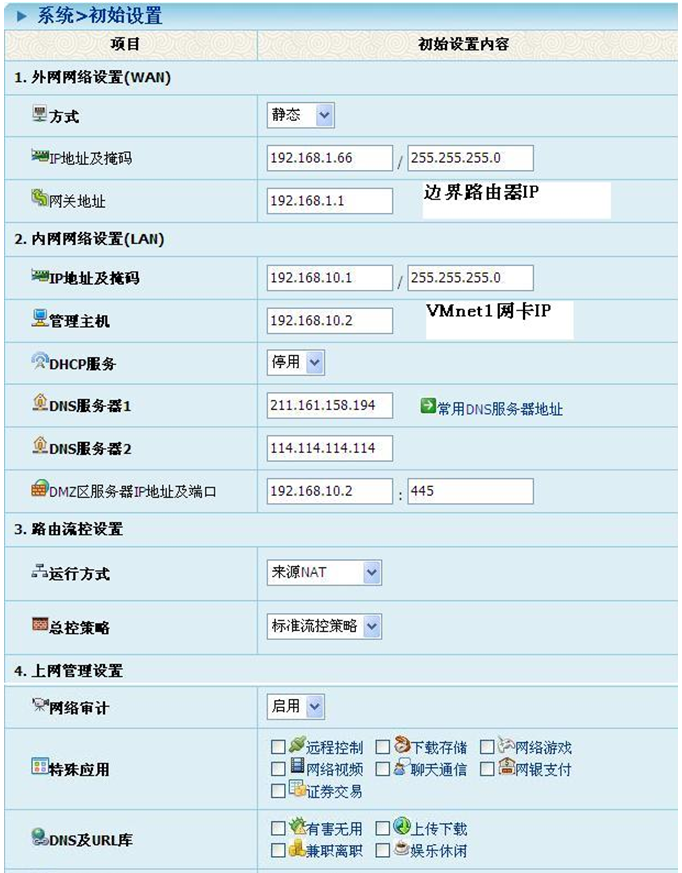 系统>初始设置
项目 初始设置内容
1. 外网网络设置(WAN)
方式 静态
IP地址及掩码 192.168.1.66 / 255.255.255.0
网关地址 192.168.1.1 边界路由器IP
2. 内网网络设置(LAN)
IP地址及掩码 192.168.10.1 / 255.255.255.0
管理主机 192.168.10.2 VMnet1网卡IP
DHCP服务 停用
DNS服务器1 211.161.158.194 常用DNS服务器地址
DNS服务器2 114.114.114.114
DMZ区服务器IP地址及端口 192.168.10.2 : 445
3. 路由流控设置
运行方式 来源NAT
总控策略 标准流控策略
4. 上网管理设置
网络审计 启用
特殊应用 远程控制 下载存储 网络游戏
网络视频 聊天通信 网银支付
证券交易
DNS及URL库 有害无用 上传下载
兼职离职 娱乐休闲